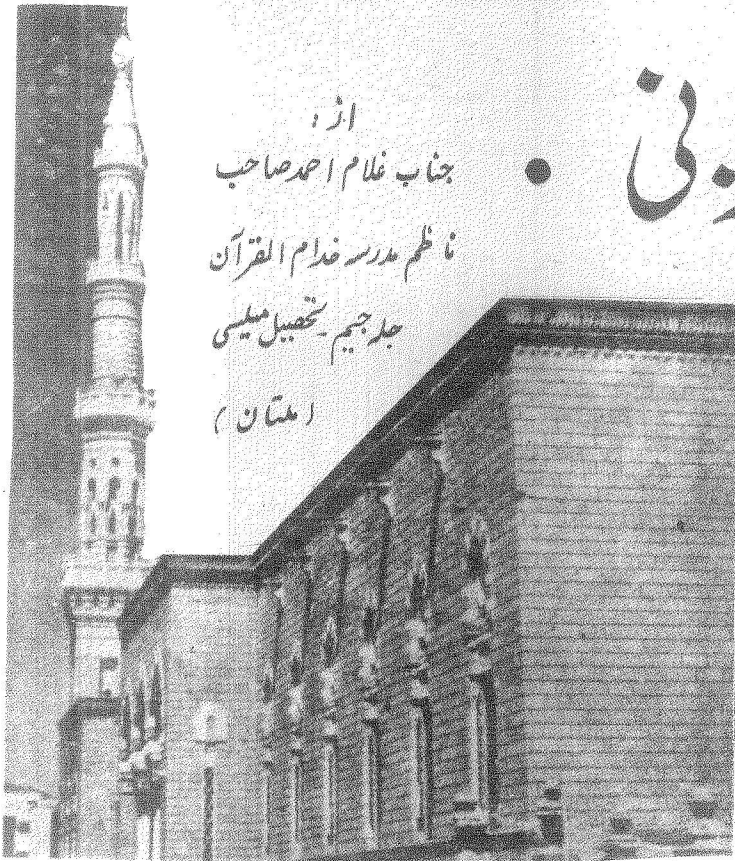 از :
جناب غلام احمد صاحب
ناظم مدرسہ خدام القرآن
جلہ جیم ۔ تحصیل میلسی
( ملتان )